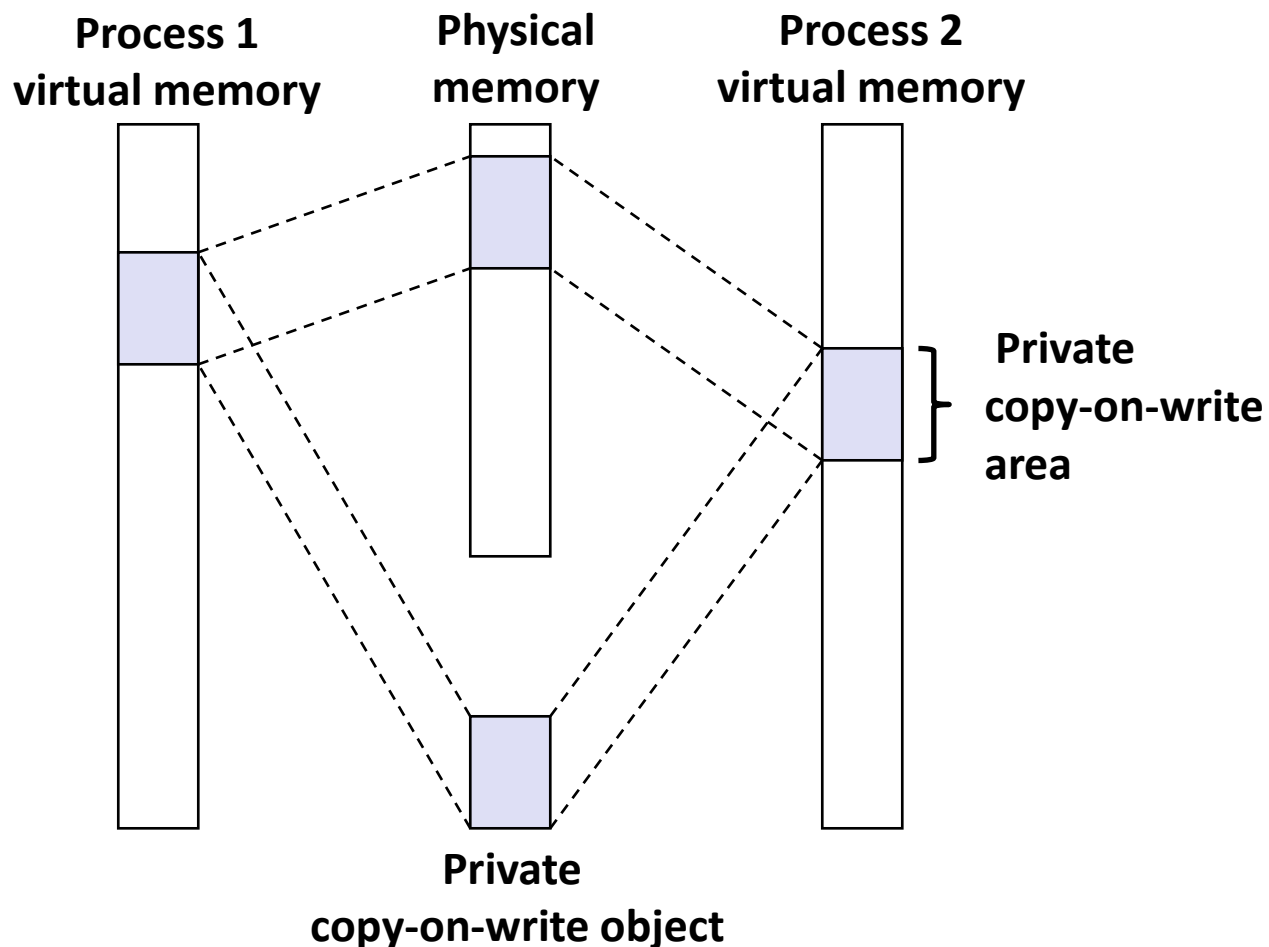 Process 1
virtual memory
Physical
memory
Process 2
virtual memory
Private
copy-on-write
area
Private
copy-on-write object